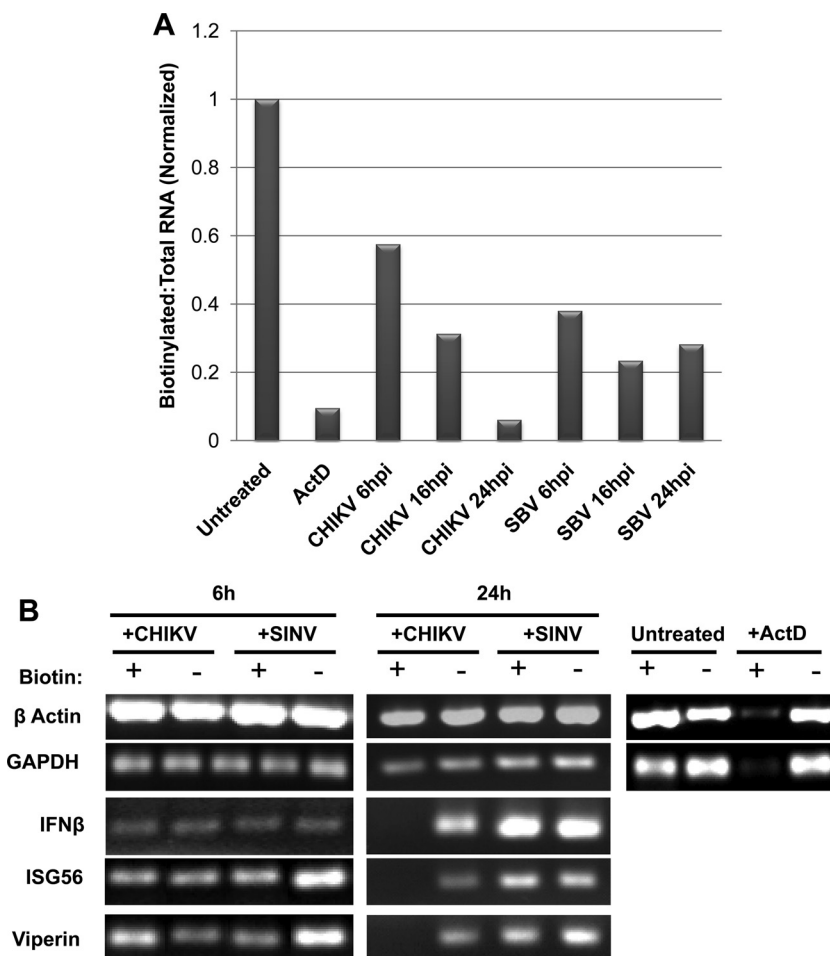 A
Biotinylated:Total RNA (Normalized)
1.2
1
0.8
0.6
0.4
0.2
0
Untreated
ActD
CHIKV 6hpi
CHIKV 16hpi
CHIKV 24hpi
SBV 6hpi
SBV 16hpi
SBV 24hpi
B
6h 24h
+CHIKV +SINV +CHIKV +SINV Untreated +ActD
Biotin: + - + - + - + - + - + -
β Actin
GAPDH
IFNβ
ISG56
Viperin